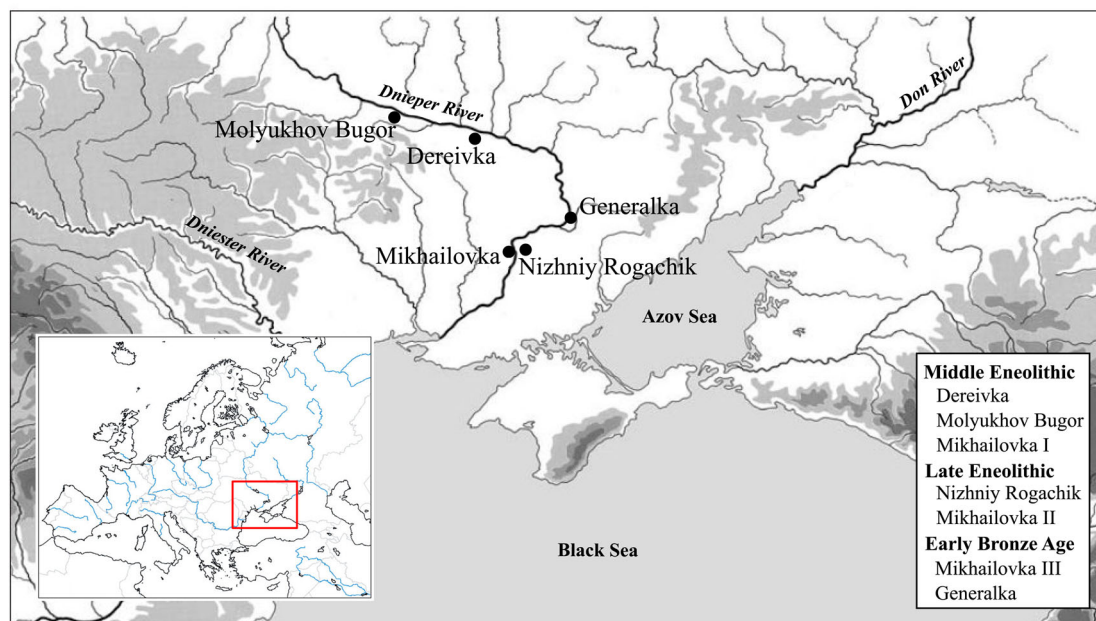 Dnieper River
Don River
Molyukhov Bugor
Dereivka
Generalka
Dniester River
Mikhailovka
Nizhniy Rogachik
Azov Sea
Black Sea
Middle Eneolithic
Dereivka
Molyukhov Bugor
Mikhailovka I
Late Eneolithic
Nizhniy Rogachik
Mikhailovka II
Early Bronze Age
Mikhailovka III
Generalka